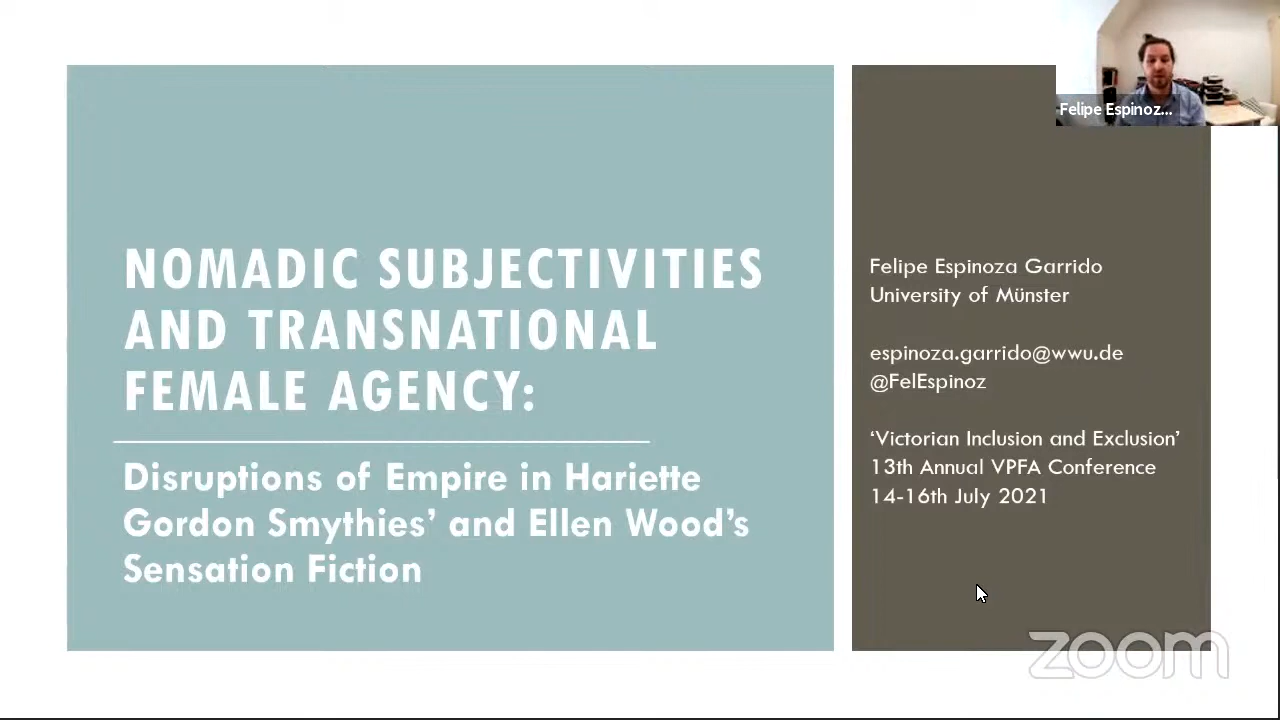 NOMADIC SUBJECTIVITIES
AND TRANSNATIONAL
FEMALE AGENCY:
Disruptions of Empire in Hariette
Gordon Smythies’ and Ellen Wood’s
Sensation Fiction
Felipe Espinoz...
Felipe Espinoza Garrido
University of Münster
espinoza.garrido@wwu.de
@FelEspinoz
‘Victorian Inclusion and Exclusion’
13th Annual VPFA Conference
14-16th July 2021
zoom